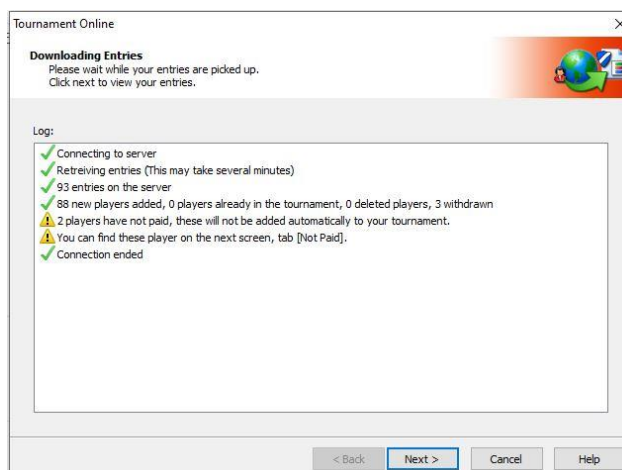 Tournament Online
Downloading Entries
Please wait while your entries are picked up.
Click next to view your entries.
Log:
Connecting to server
Retreiving entries (This may take several minutes)
93 entries on the server
88 new players added, 0 players already in the tournament, 0 deleted players, 3 withdrawn
2 players have not paid, these will not be added automatically to your tournament.
You can find these player on the next screen, tab [Not Paid].
Connection ended
< Back Next > Cancel Help